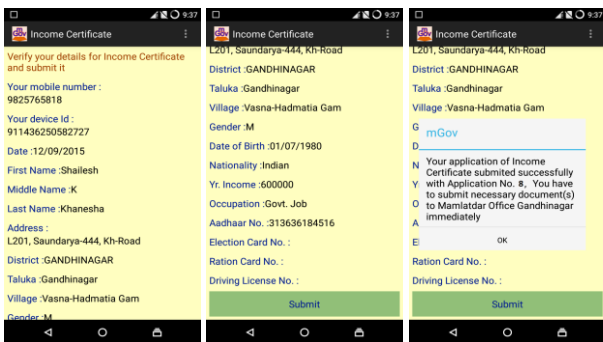 9:37
Gov
Income Certificate
Verify your details for Income Certificate
and submit it
Your mobile number :
9825765818
Your device Id :
911436250582727
Date :12/09/2015
First Name :Shailesh
Middle Name :K
Last Name :Khanesha
Address :
L201, Saundarya-444, Kh-Road
District :GANDHINAGAR
Taluka :Gandhinagar
Village :Vasna-Hadmatia Gam
Gender :M
9:37
Gov
Income Certificate
L201, Saundarya-444, Kh-Road
District :GANDHINAGAR
Taluka :Gandhinagar
Village :Vasna-Hadmatia Gam
Gender :M
Date of Birth :01/07/1980
Nationality :Indian
Yr. Income :600000
Occupation :Govt. Job
Aadhaar No. :313636184516
Election Card No. :
Ration Card No. :
Driving License No. :
Submit
9:37
Gov
Income Certificate
L201, Saundarya-444, Kh-Road
District :GANDHINAGAR
Taluka :Gandhinagar
Village :Vasna-Hadmatia Gam
mGov
Your application of Income
Certificate submited successfully
with Application No. 8, You have
to submit necessary document(s)
to Mamlatdar Office Gandhinagar
immediately
OK
Ration Card No. :
Driving License No. :
Submit